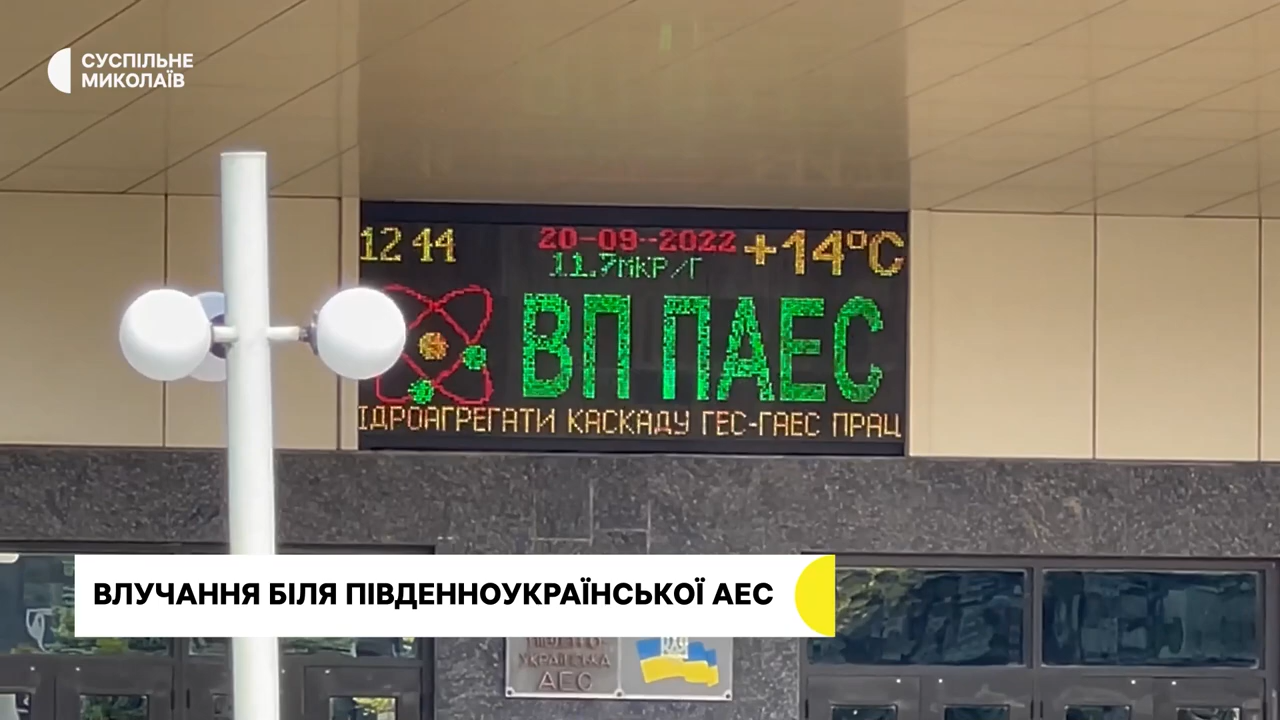 СУСПІЛЬНЕ
МИКОЛАЇВ
12 44
20-09-2022
+14°C
11.7МКР/Г
ВП ПАЕС
ІДРОАГРЕГАТИ КАСКАДУ ГЕС-ГАЕС ПРАЦ
ВЛУЧАННЯ БІЛЯ ПІВДЕННОУКРАЇНСЬКОЇ АЕС
УКРАЇНСЬКА
АЕС